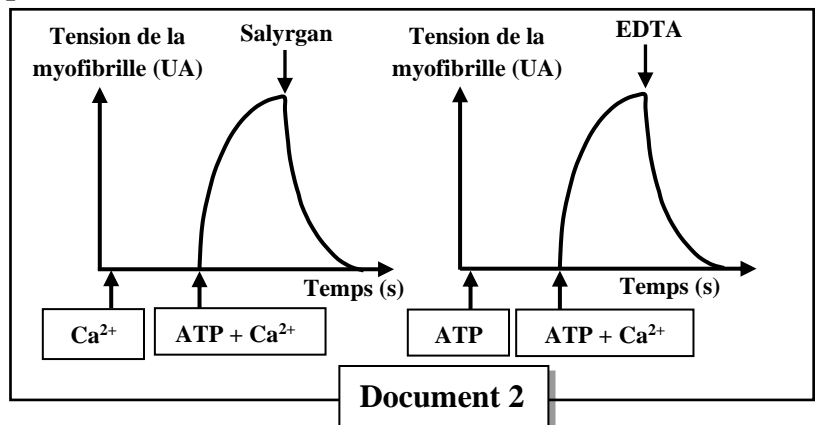 Tension de la
myofibrille (UA)
Salyrgan
Temps (s)
Ca²⁺
ATP + Ca²⁺
Tension de la
myofibrille (UA)
EDTA
Temps (s)
ATP
ATP + Ca²⁺
Document 2